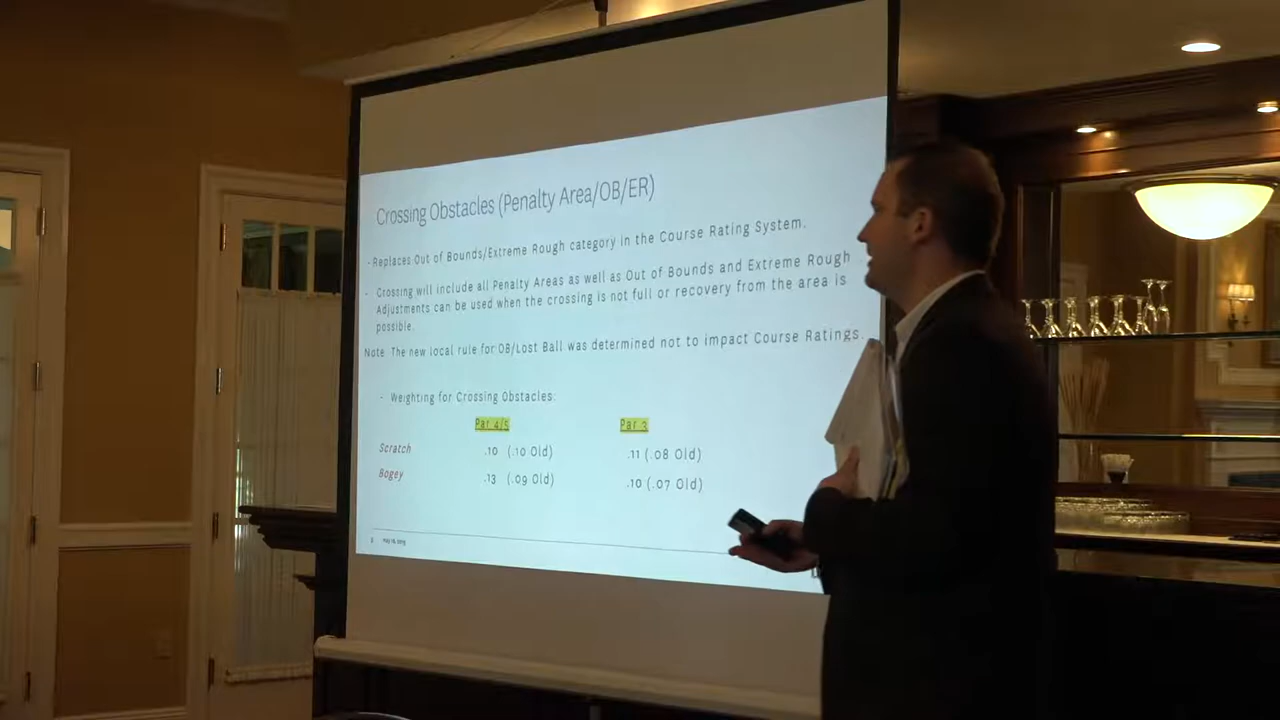 Crossing Obstacles (Penalty Area/OB/ER)
- Replaces Out of Bounds/Extreme Rough category in the Course Rating System.
- Crossing will include all Penalty Areas as well as Out of Bounds and Extreme Rough
Adjustments can be used when the crossing is not full or recovery from the area is
possible.
Note: The new local rule for OB/Lost Ball was determined not to impact Course Ratings.
- Weighting for Crossing Obstacles:
Par 4/5 Par 3
Scratch .10 (.10 Old) .11 (.08 Old)
Bogey .13 (.09 Old) .10 (.07 Old)